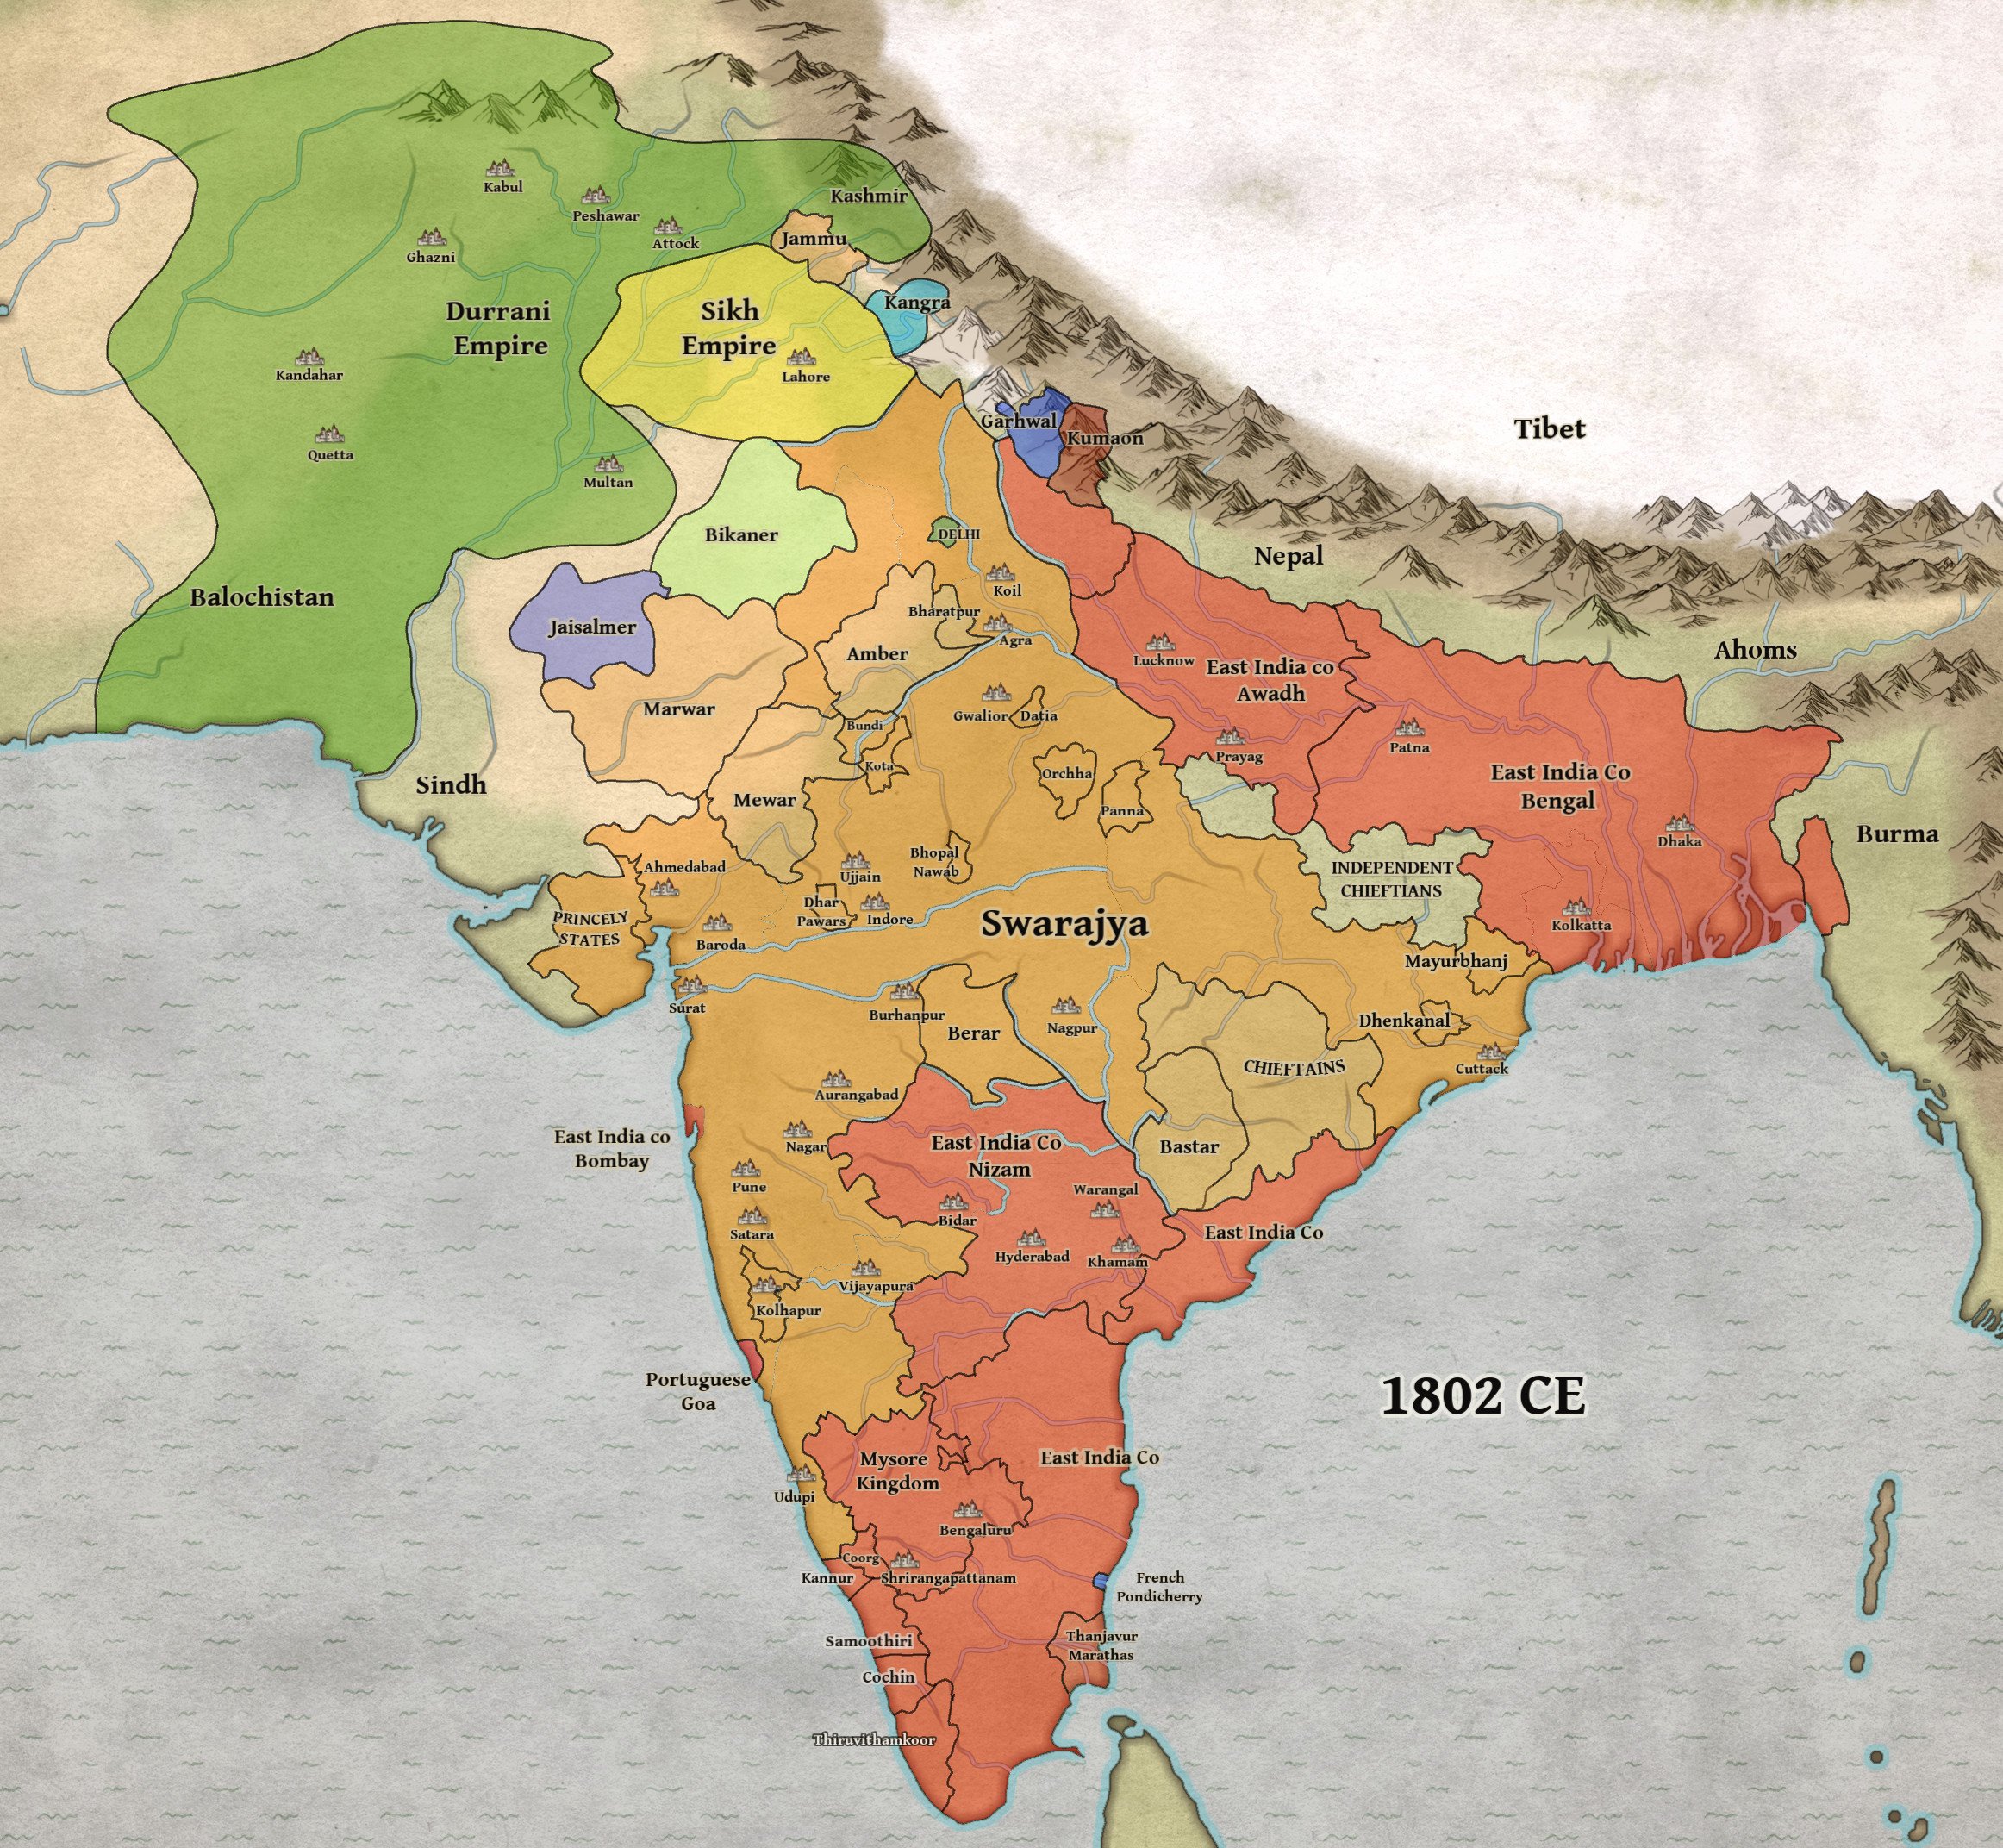 Kabul
Peshawar
Kashmir
Attock
Jammu
Ghazni
Durrani
Empire
Sikh
Empire
Kangra
Kandahar
Lahore
Garhwal
Kumaon
Tibet
Quetta
Multan
Bikaner
DELHI
Nepal
Koil
Balochistan
Jaisalmer
Bharatpur
Agra
Amber
Lucknow
East India co
Awadh
Ahoms
Marwar
Gwalior
Datia
Bundi
Kota
Prayag
Patna
Orchha
Sindh
Mewar
Panna
East India Co
Bengal
Dhaka
Burma
Ahmedabad
Ujjain
Bhopal
Nawab
INDEPENDENT
CHIEFTIANS
PRINCELY
STATES
Dhar
Pawars
Indore
Swarajya
Kolkatta
Baroda
Mayurbhanj
Surat
Burhanpur
Berar
Nagpur
Dhenkanal
CHIEFTAINS
Cuttack
Aurangabad
East India co
Bombay
Nagar
East India Co
Nizam
Bastar
Pune
Warangal
Satara
Bidar
Hyderabad
Khamam
East India Co
Vijayapura
Kolhapur
Portuguese
Goa
1802 CE
Mysore
Kingdom
East India Co
Udupi
Bengaluru
Coorg
Kannur
Shrirangapattanam
French
Pondicherry
Samoothiri
Thanjavur
Marathas
Cochin
Thiruvithamkoor